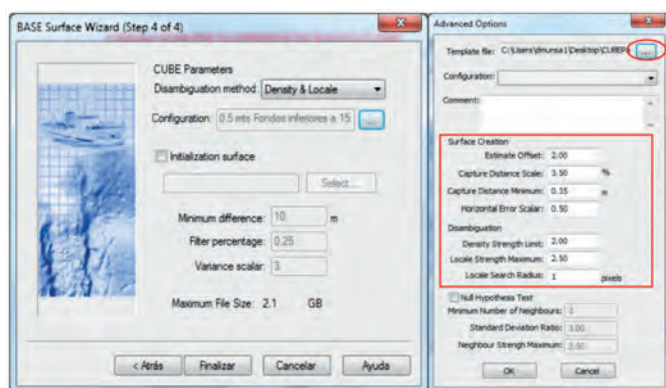 BASE Surface Wizard (Step 4 of 4)
CUBE Parameters
Disambiguation method: Density & Locale
Configuration: 0.5 mts Fondos inferiores a 15 ...
Initialization surface
Select....
Minimum difference: 10 m
Filter percentage: 0.25
Variance scalar: 3
Maximum File Size: 2.1 GB
< Atrás Finalizar Cancelar Ayuda
Advanced Options
Template file: C:\Users\dmunsa1\Desktop\CUBEP ...
Configuration:
Comment:
Surface Creation
Estimate Offset: 2.00
Capture Distance Scale: 3.50 %
Capture Distance Minimum: 0.35 m
Horizontal Error Scalar: 0.50
Disambiguation
Density Strength Limit: 2.00
Locale Strength Maximum: 2.50
Locale Search Radius: 1 pixels
Null Hypothesis Test
Minimum Number of Neighbours: 3
Standard Deviation Ratio: 3.00
Neighbour Strengh Maximum: 2.50
OK Cancel